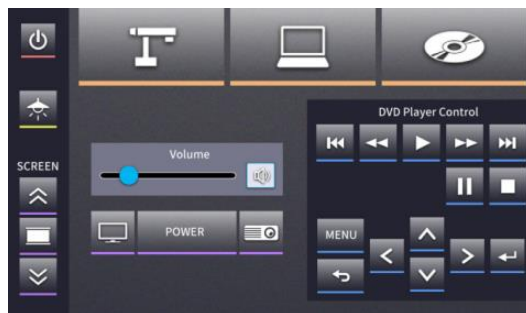 DVD Player Control
Volume
SCREEN
POWER
MENU